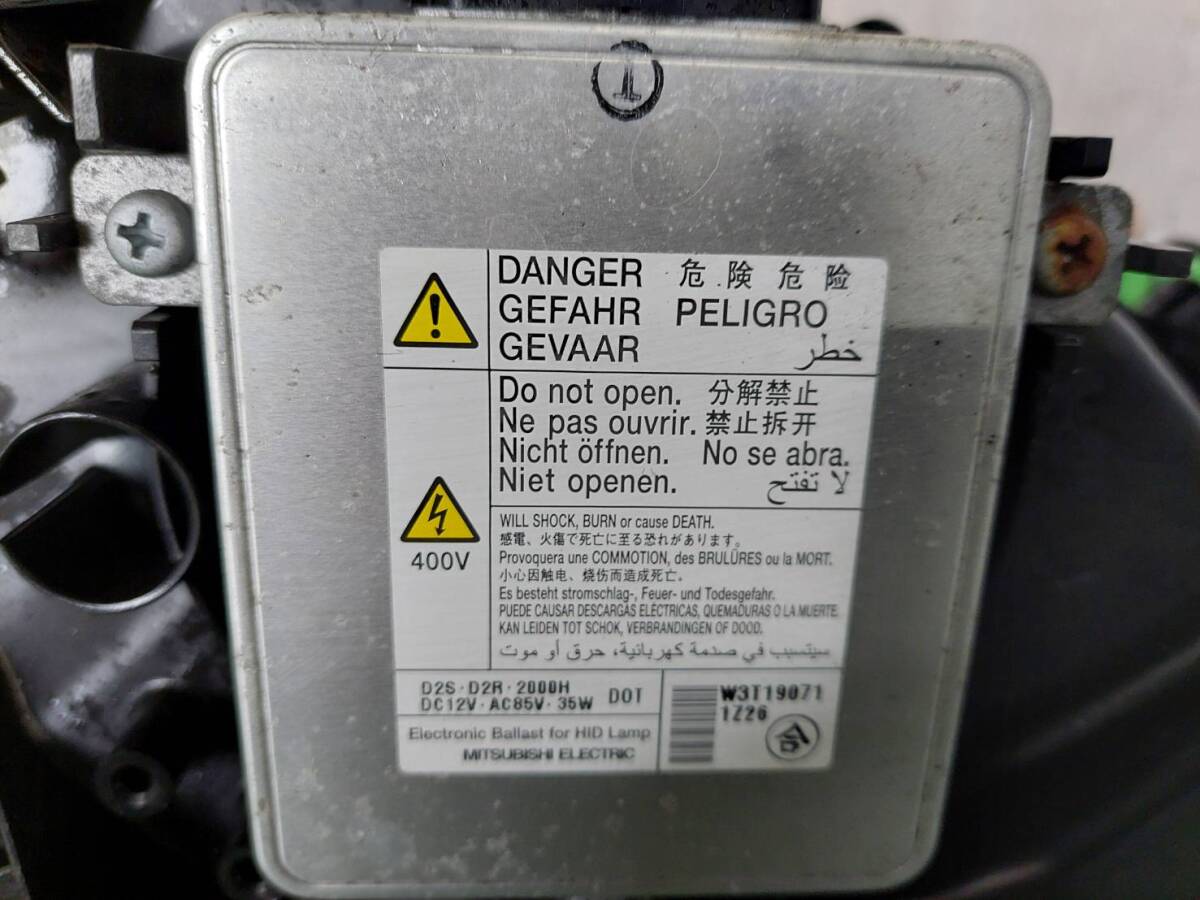 1
DANGER 危険 危险
GEFAHR PELIGRO
GEVAAR خطر
Do not open. 分解禁止
Ne pas ouvrir. 禁止拆开
Nicht öffnen. No se abra.
Niet openen. لا تفتح
400V
WILL SHOCK, BURN or cause DEATH.
感電、火傷で死亡に至る恐れがあります。
Provoquera une COMMOTION, des BRULÛRES ou la MORT.
小心因触电、烧伤而造成死亡.
Es besteht stromschlag-, Feuer- und Todesgefahr.
PUEDE CAUSAR DESCARGAS ELÉCTRICAS, QUEMADURAS O LA MUERTE.
KAN LEIDEN TOT SCHOK, VERBRANDINGEN OF DOOD.
سيتسبب في صدمة كهربائية، حرق أو موت
D2S·D2R·2000H
DC12V·AC85V·35W DOT
Electronic Ballast for HID Lamp
MITSUBISHI ELECTRIC
W3T19071
1Z26